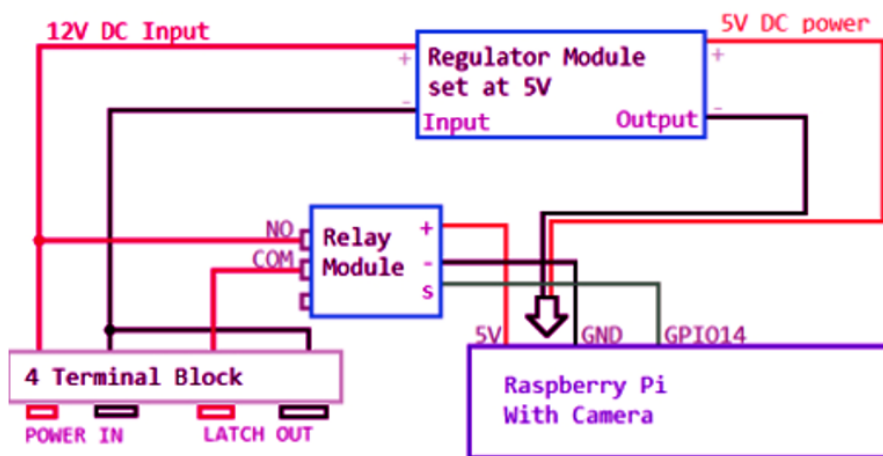 12V DC Input
5V DC power
+
Regulator Module
+
set at 5V
-
-
Input
Output
NO
Relay
+
COM
Module
-
S
5V
GND
GPIO14
4 Terminal Block
Raspberry Pi
With Camera
POWER IN
LATCH OUT